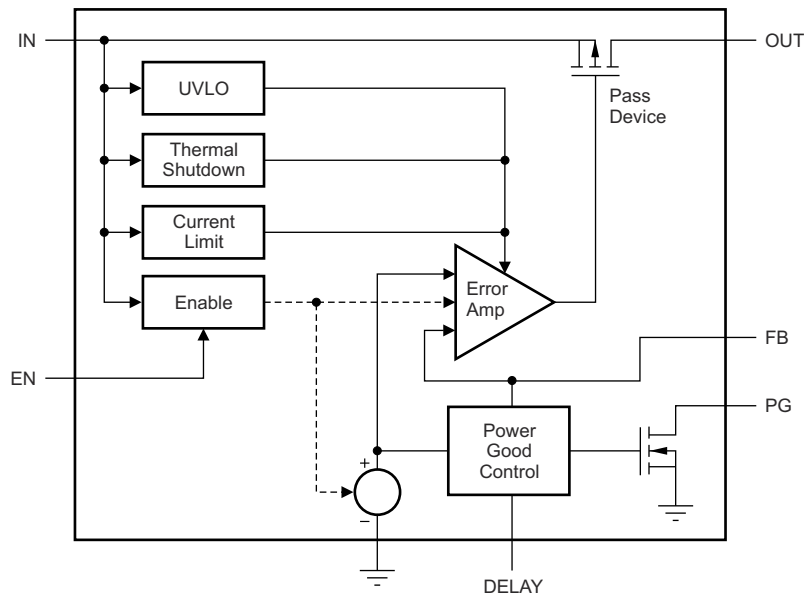 IN
OUT
UVLO
Pass
Device
Thermal
Shutdown
Current
Limit
Error
Amp
Enable
FB
EN
PG
Power
Good
Control
+
–
DELAY